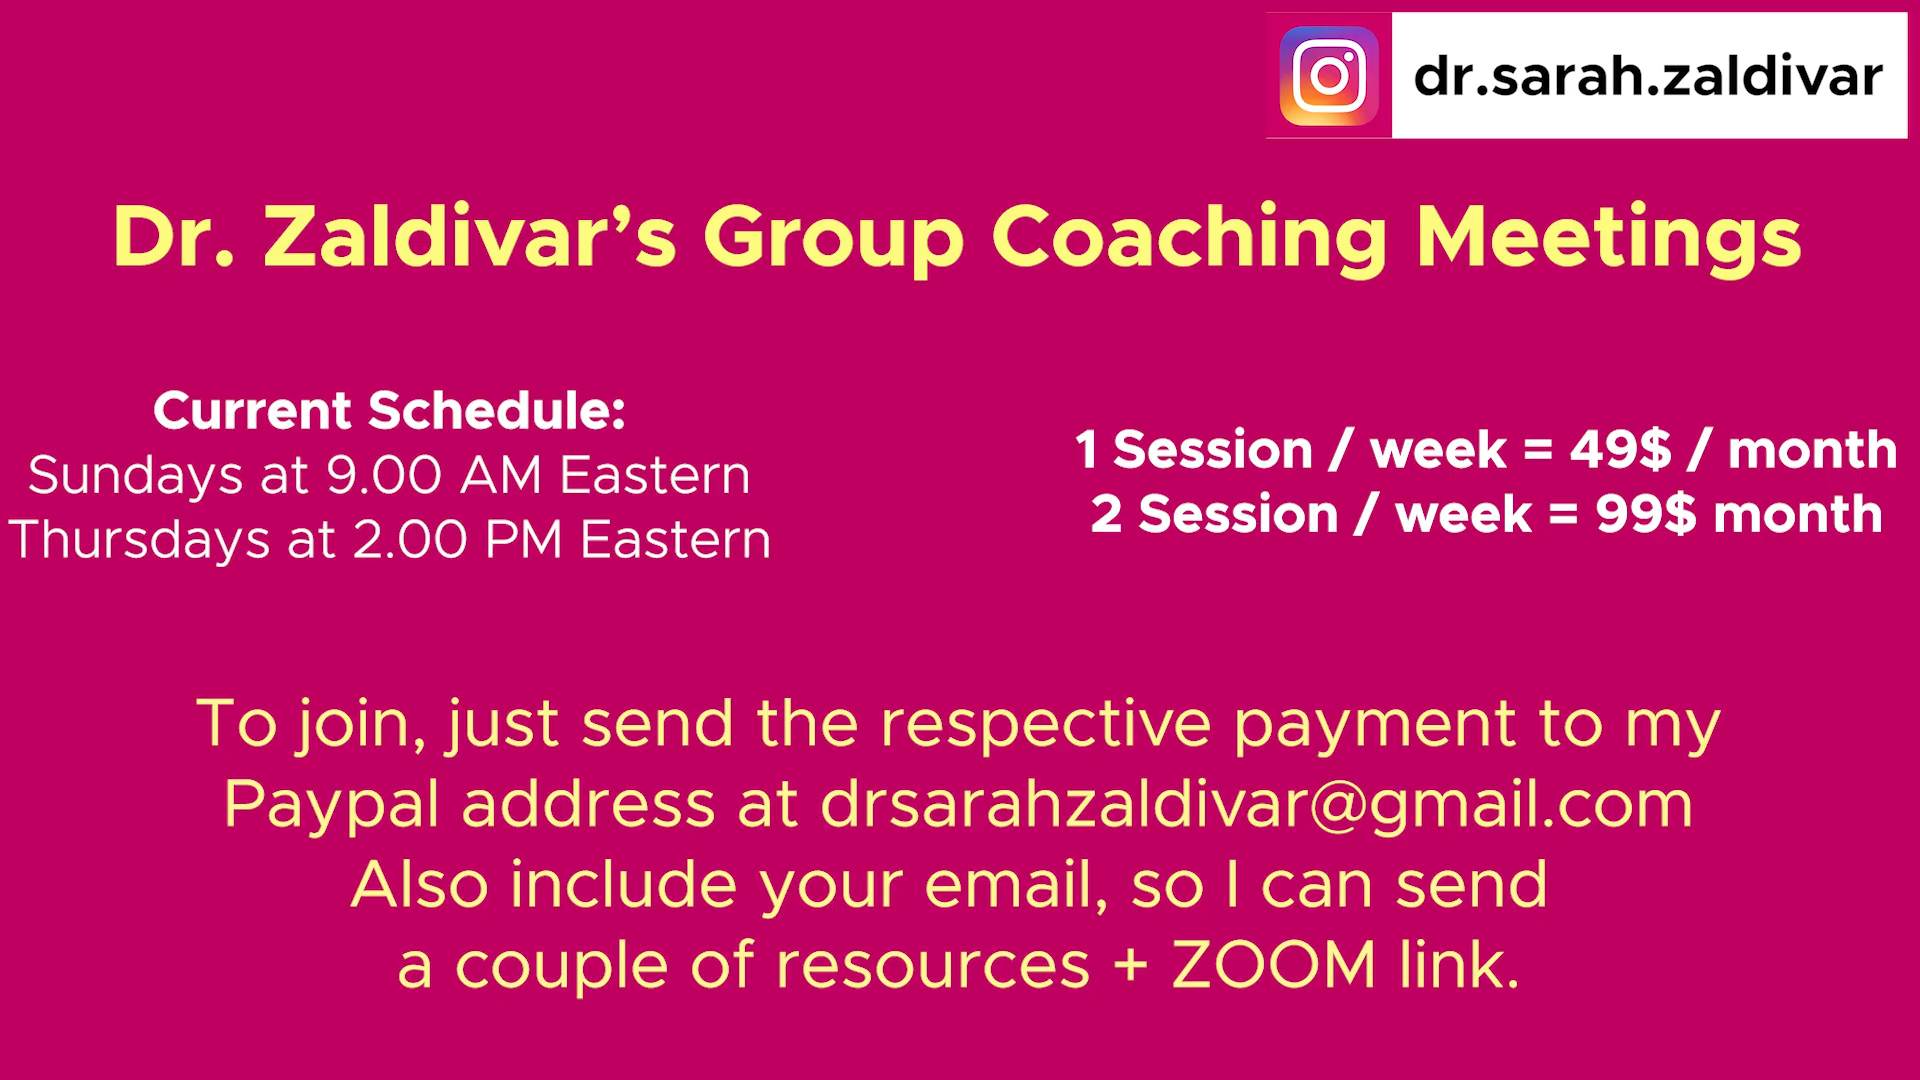 dr.sarah.zaldivar
Dr. Zaldivar’s Group Coaching Meetings
Current Schedule:
Sundays at 9.00 AM Eastern
Thursdays at 2.00 PM Eastern
1 Session / week = 49$ / month
2 Session / week = 99$ month
To join, just send the respective payment to my
Paypal address at drsarahzaldivar@gmail.com
Also include your email, so I can send
a couple of resources + ZOOM link.